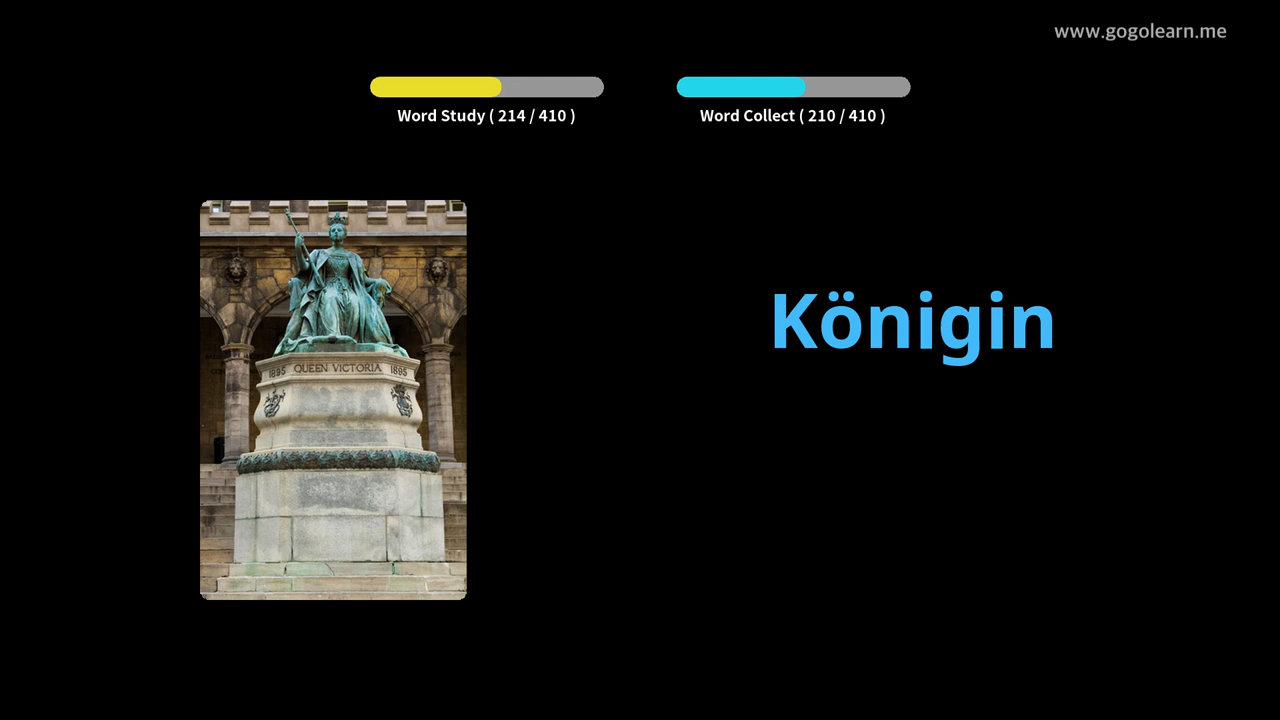 www.gogolearn.me
Word Study ( 214 / 410 )
Word Collect ( 210 / 410 )
Königin
1895 QUEEN VICTORIA 1895